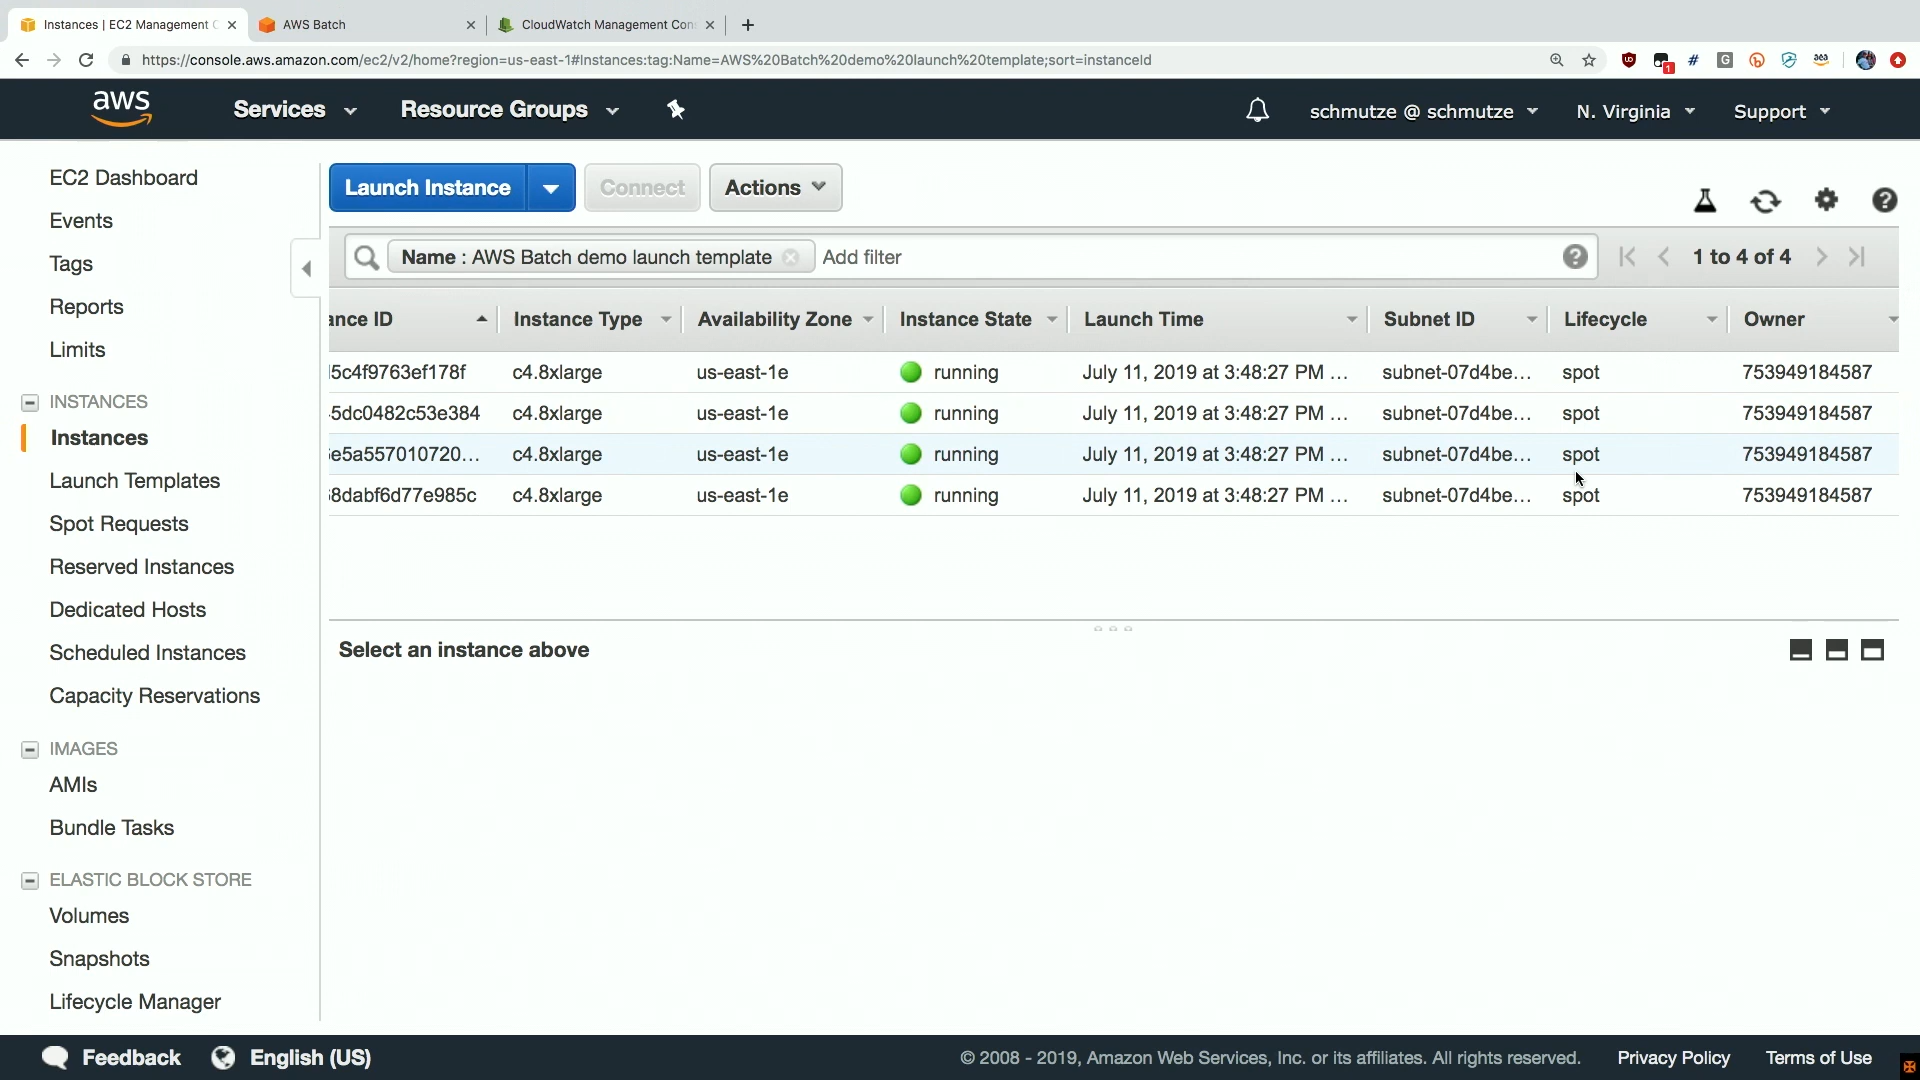 Instances | EC2 Management C
AWS Batch
CloudWatch Management Con
https://console.aws.amazon.com/ec2/v2/home?region=us-east-1#Instances:tag:Name=AWS%20Batch%20demo%20launch%20template;sort=instanceId
aws
Services
Resource Groups
schmutze @ schmutze
N. Virginia
Support
EC2 Dashboard
Events
Tags
Reports
Limits
INSTANCES
Instances
Launch Templates
Spot Requests
Reserved Instances
Dedicated Hosts
Scheduled Instances
Capacity Reservations
IMAGES
AMIs
Bundle Tasks
ELASTIC BLOCK STORE
Volumes
Snapshots
Lifecycle Manager
Launch Instance
Connect
Actions
Name : AWS Batch demo launch template
Add filter
1 to 4 of 4
ance ID Instance Type Availability Zone Instance State Launch Time Subnet ID Lifecycle Owner
5c4f9763ef178f c4.8xlarge us-east-1e running July 11, 2019 at 3:48:27 PM ... subnet-07d4be... spot 753949184587
5dc0482c53e384 c4.8xlarge us-east-1e running July 11, 2019 at 3:48:27 PM ... subnet-07d4be... spot 753949184587
e5a557010720... c4.8xlarge us-east-1e running July 11, 2019 at 3:48:27 PM ... subnet-07d4be... spot 753949184587
8dabf6d77e985c c4.8xlarge us-east-1e running July 11, 2019 at 3:48:27 PM ... subnet-07d4be... spot 753949184587
Select an instance above
Feedback
English (US)
© 2008 - 2019, Amazon Web Services, Inc. or its affiliates. All rights reserved.
Privacy Policy
Terms of Use